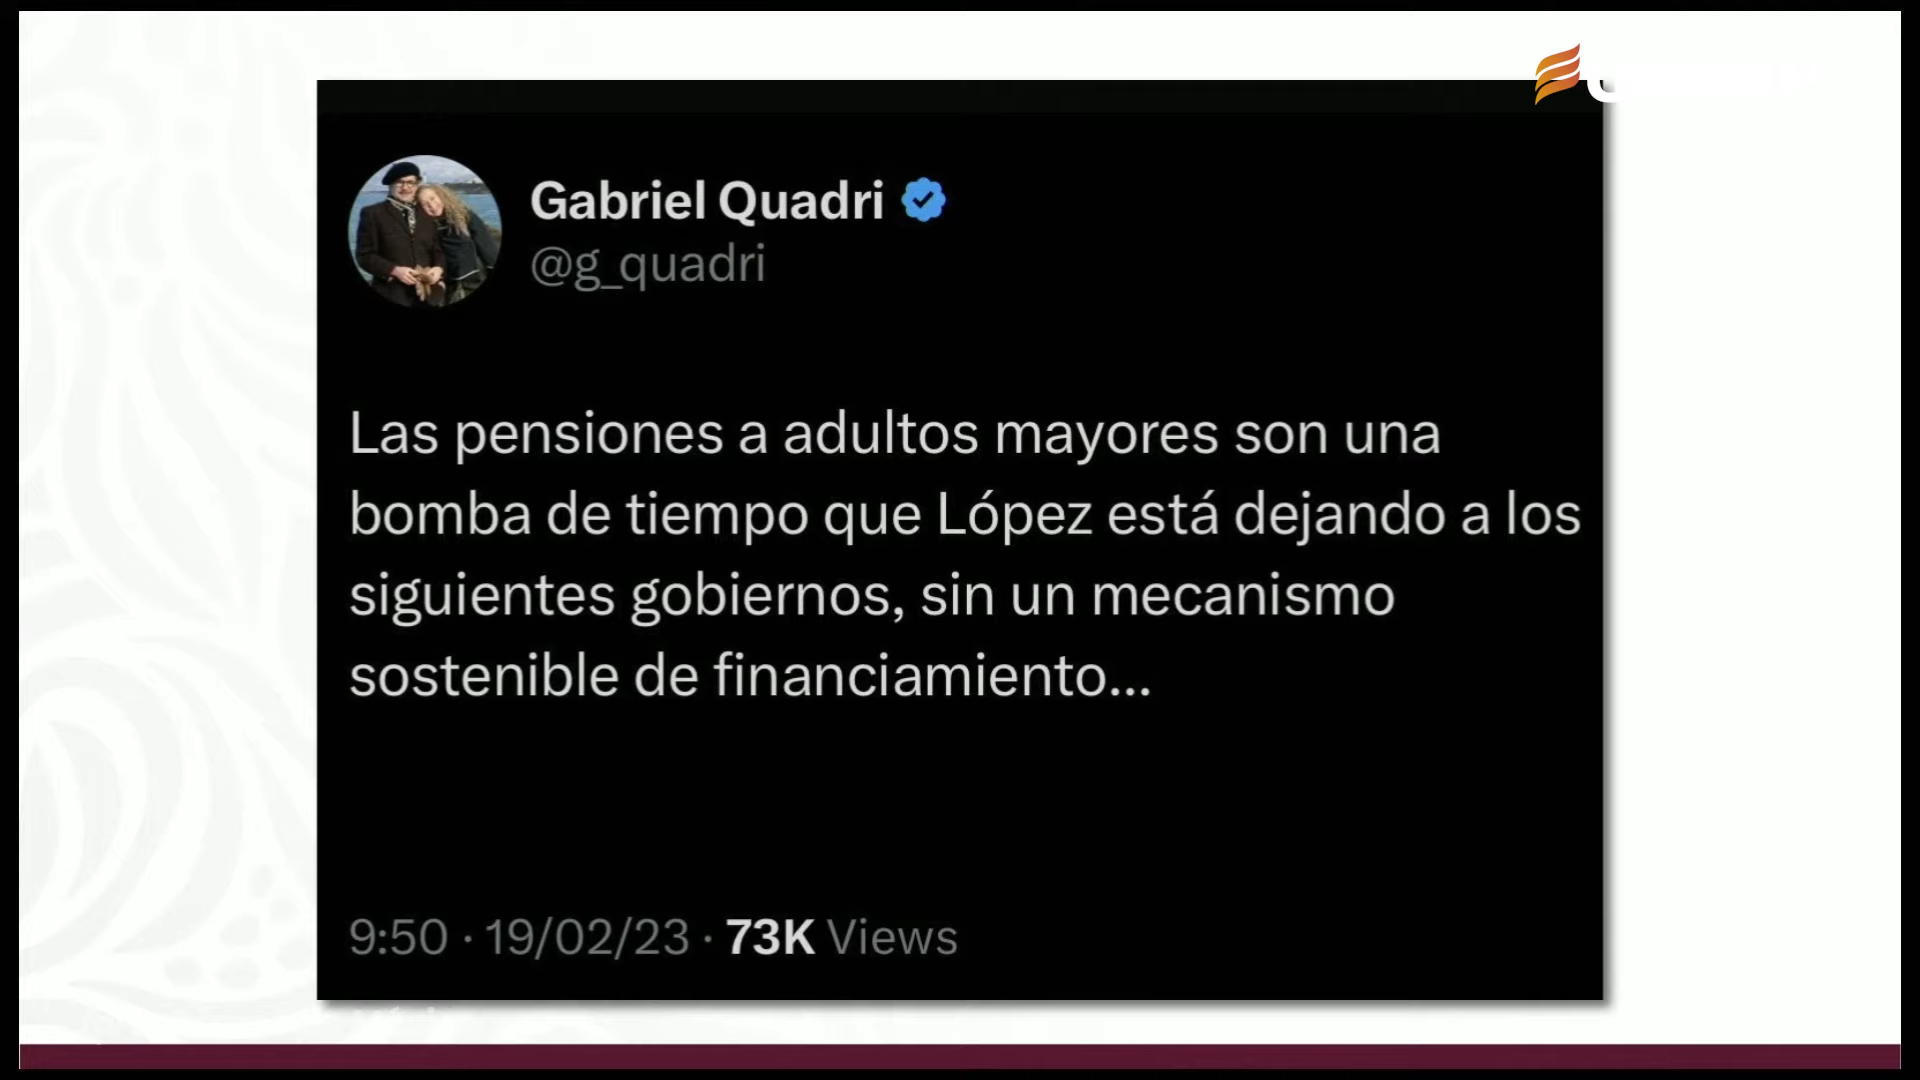 Gabriel Quadri
@g_quadri
Las pensiones a adultos mayores son una
bomba de tiempo que López está dejando a los
siguientes gobiernos, sin un mecanismo
sostenible de financiamiento...
9:50 · 19/02/23 · 73K Views